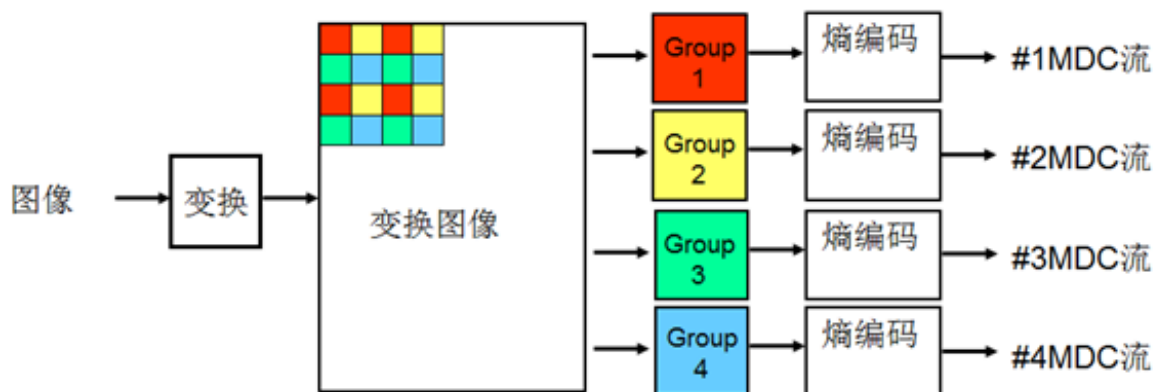 图像
变换
变换图像
Group
1
熵编码
#1MDC流
Group
2
熵编码
#2MDC流
Group
3
熵编码
#3MDC流
Group
4
熵编码
#4MDC流